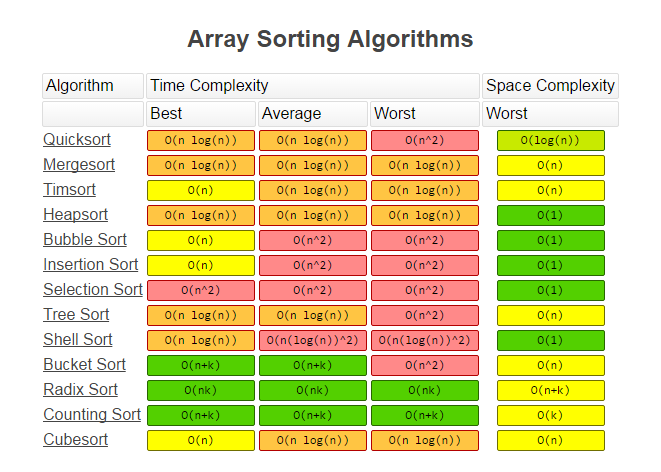 Array Sorting Algorithms
Algorithm Time Complexity Space Complexity
Best Average Worst Worst
Quicksort O(n log(n)) O(n log(n)) O(n^2) O(log(n))
Mergesort O(n log(n)) O(n log(n)) O(n log(n)) O(n)
Timsort O(n) O(n log(n)) O(n log(n)) O(n)
Heapsort O(n log(n)) O(n log(n)) O(n log(n)) O(1)
Bubble Sort O(n) O(n^2) O(n^2) O(1)
Insertion Sort O(n) O(n^2) O(n^2) O(1)
Selection Sort O(n^2) O(n^2) O(n^2) O(1)
Tree Sort O(n log(n)) O(n log(n)) O(n^2) O(n)
Shell Sort O(n log(n)) O(n(log(n))^2) O(n(log(n))^2) O(1)
Bucket Sort O(n+k) O(n+k) O(n^2) O(n)
Radix Sort O(nk) O(nk) O(nk) O(n+k)
Counting Sort O(n+k) O(n+k) O(n+k) O(k)
Cubesort O(n) O(n log(n)) O(n log(n)) O(n)